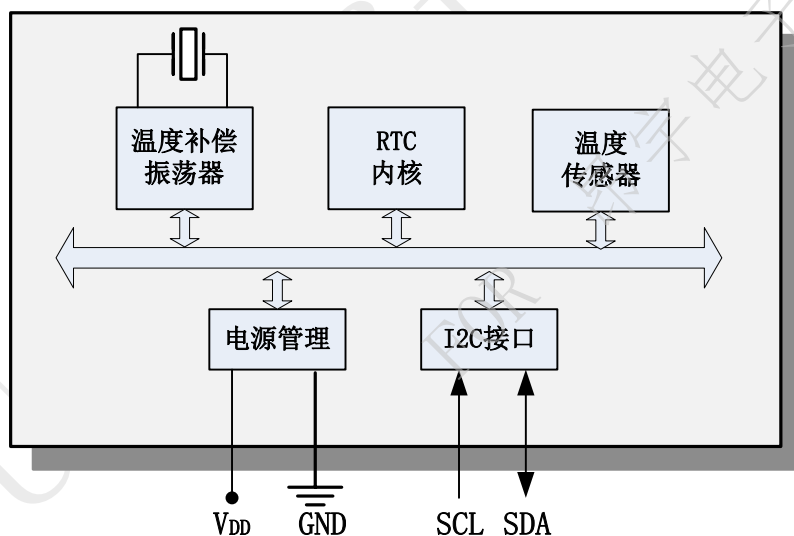 温度补偿
振荡器
RTC
内核
温度
传感器
电源管理
I2C接口
VDD
GND
SCL
SDA
FOR